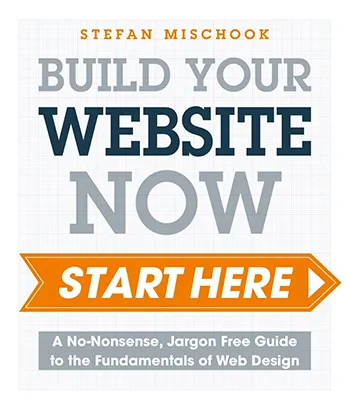 STEFAN MISCHOOK
BUILD YOUR
WEBSITE
NOW
START HERE
A No-Nonsense, Jargon Free Guide
to the Fundamentals of Web Design